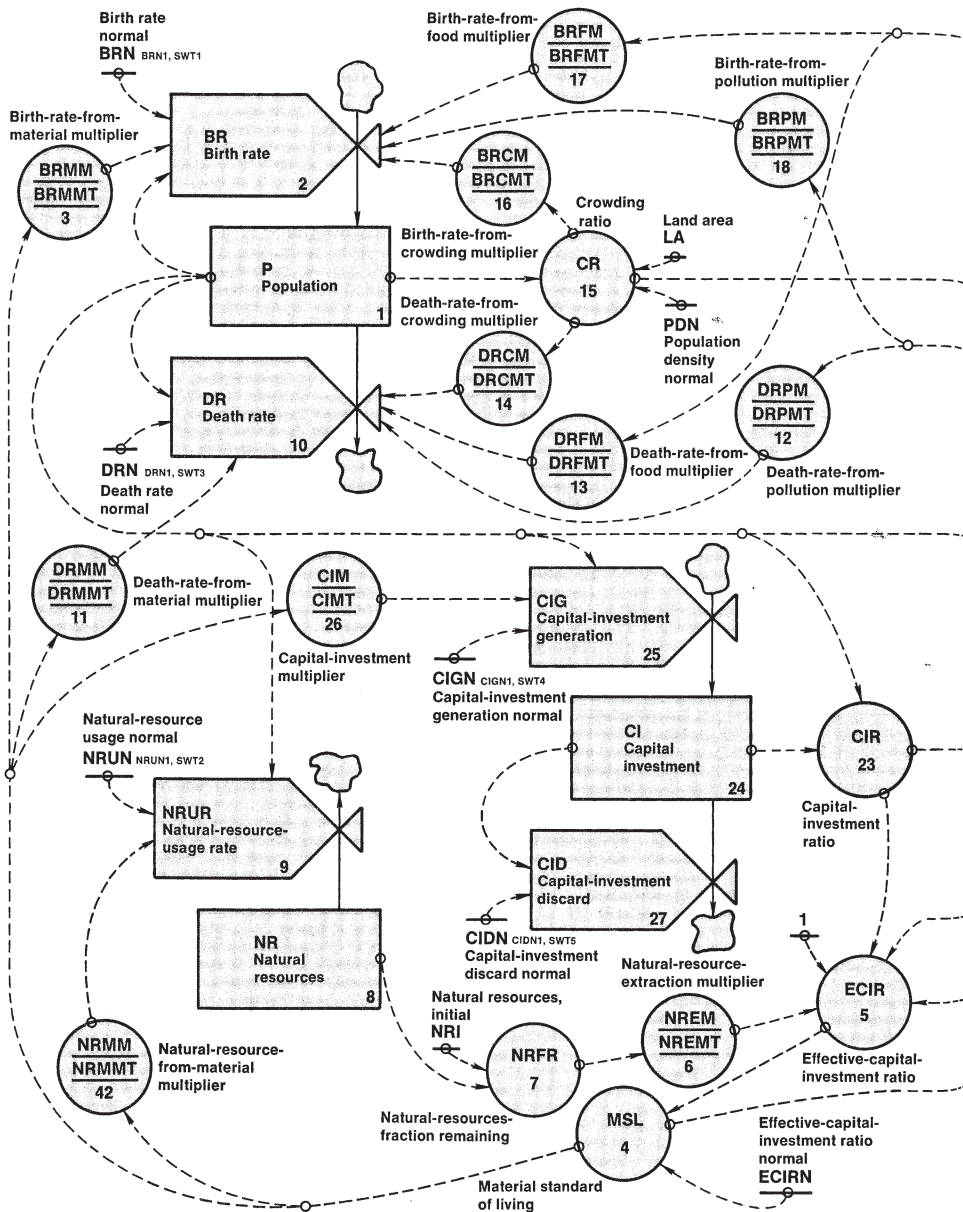 Birth rate
normal
BRN BRN1, SWT1
Birth-rate-from-
food multiplier
BRFM
BRFMT
17
Birth-rate-from-
pollution multiplier
BRPM
BRPMT
18
Birth-rate-from-
material multiplier
BRMM
BRMMT
3
BR
Birth rate
2
BRCM
BRCMT
16
Birth-rate-from-
crowding multiplier
Crowding
ratio
CR
15
Land area
LA
P
Population
1
Death-rate-from-
crowding multiplier
PDN
Population
density
normal
DR
Death rate
10
DRCM
DRCMT
14
DRPM
DRPMT
12
DRN DRN1, SWT3
Death rate
normal
DRFM
DRFMT
13
Death-rate-from-
food multiplier
Death-rate-from-
pollution multiplier
DRMM
DRMMT
11
Death-rate-from-
material multiplier
CIM
CIMT
26
Capital-investment
multiplier
CIG
Capital-investment
generation
25
CIGN CIGN1, SWT4
Capital-investment
generation normal
Natural-resource
usage normal
NRUN NRUN1, SWT2
CI
Capital
investment
24
CIR
23
Capital-
investment
ratio
NRUR
Natural-resource-
usage rate
9
CID
Capital-investment
discard
27
CIDN CIDN1, SWT5
Capital-investment
discard normal
NR
Natural
resources
8
Natural-resource-
extraction multiplier
1
ECIR
5
Effective-capital-
investment ratio
Natural resources,
initial
NRI
NREM
NREMT
6
NRFR
7
Natural-resources-
fraction remaining
NRMM
NRMMT
42
Natural-resource-
from-material
multiplier
MSL
4
Material standard
of living
Effective-capital-
investment ratio
normal
ECIRN